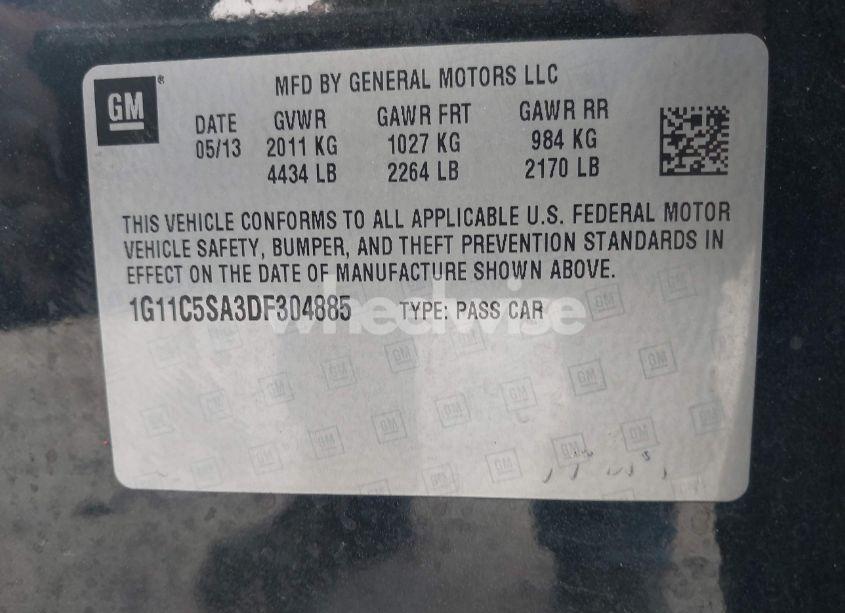 GM®
MFD BY GENERAL MOTORS LLC
DATE GVWR GAWR FRT GAWR RR
05/13 2011 KG 1027 KG 984 KG
4434 LB 2264 LB 2170 LB
THIS VEHICLE CONFORMS TO ALL APPLICABLE U.S. FEDERAL MOTOR
VEHICLE SAFETY, BUMPER, AND THEFT PREVENTION STANDARDS IN
EFFECT ON THE DATE OF MANUFACTURE SHOWN ABOVE.
1G11C5SA3DF304885 TYPE: PASS CAR
wheelwise